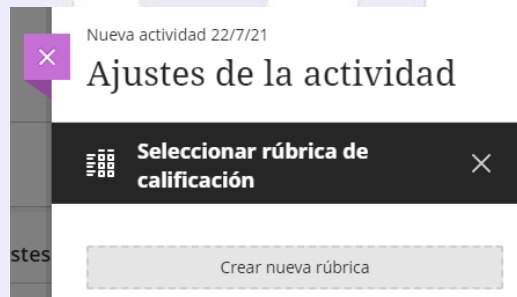 Nueva actividad 22/7/21
Ajustes de la actividad
Seleccionar rúbrica de
calificación
stes
Crear nueva rúbrica